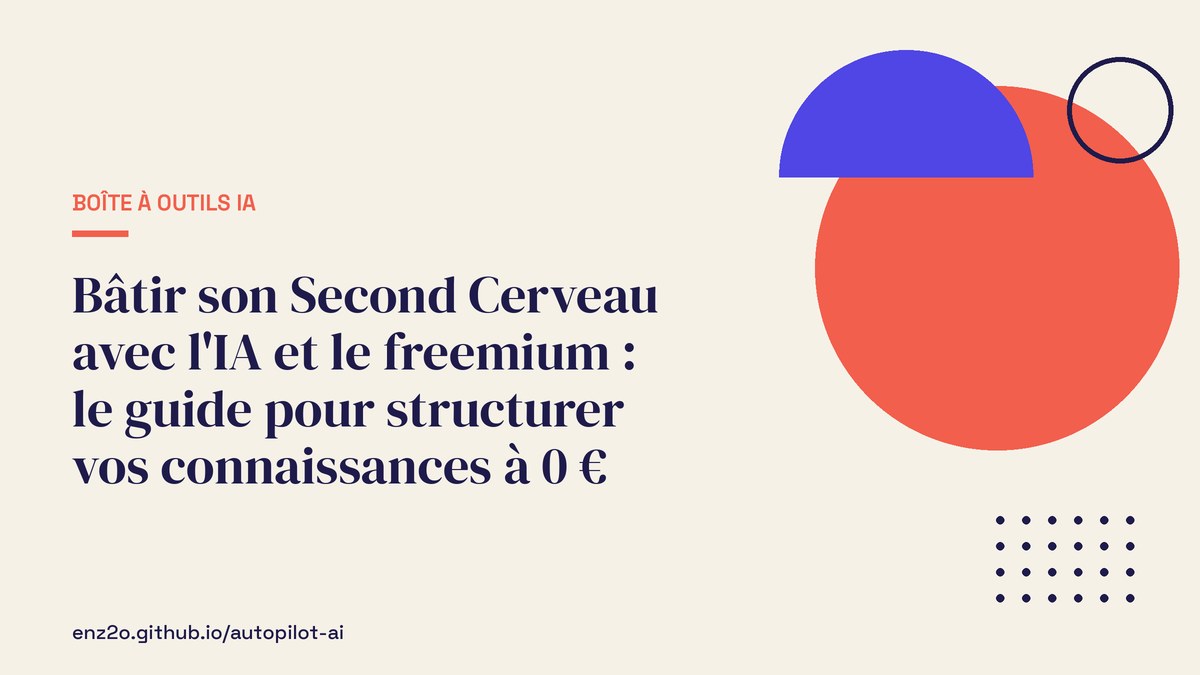 BOÎTE À OUTILS IA
Bâtir son Second Cerveau
avec l'IA et le freemium :
le guide pour structurer
vos connaissances à 0 €
enz2o.github.io/autopilot-ai